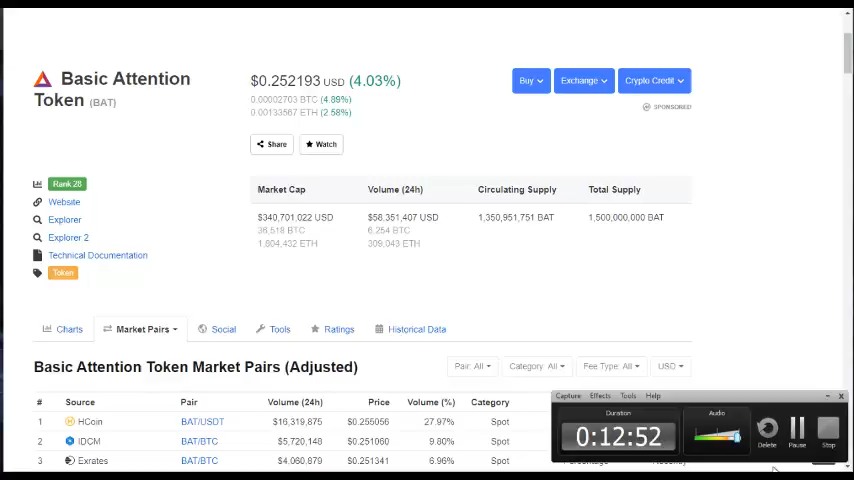 Basic Attention
Token (BAT)
$0.252193 USD (4.03%)
0.00002703 BTC (4.89%)
0.00133567 ETH (2.58%)
Buy
Exchange
Crypto Credit
SPONSORED
Share
Watch
Rank 28
Website
Explorer
Explorer 2
Technical Documentation
Token
Market Cap Volume (24h) Circulating Supply Total Supply
$340,701,022 USD $58,351,407 USD 1,350,951,751 BAT 1,500,000,000 BAT
36,518 BTC 6,254 BTC
1,804,432 ETH 309,043 ETH
Charts Market Pairs Social Tools Ratings Historical Data
Basic Attention Token Market Pairs (Adjusted)
Pair: All Category: All Fee Type: All USD
# Source Pair Volume (24h) Price Volume (%) Category
1 HCoin BAT/USDT $16,319,875 $0.255056 27.97% Spot
2 IDCM BAT/BTC $5,720,148 $0.251060 9.80% Spot
3 Exrates BAT/BTC $4,060,879 $0.251341 6.96% Spot
Capture Effects Tools Help
Duration
0:12:52
Audio
Delete Pause Stop